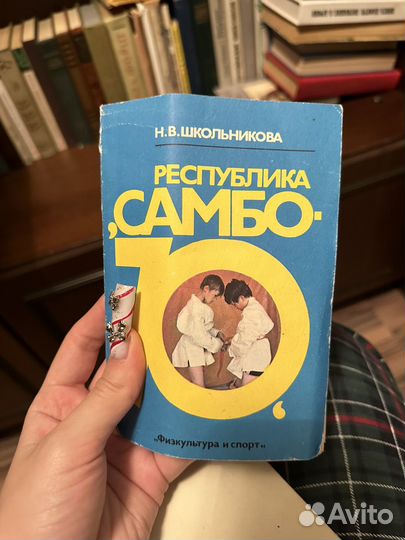 Н.В.ШКОЛЬНИКОВА
РЕСПУБЛИКА
„САМБО-
70“
„Физкультура и спорт“
Avito